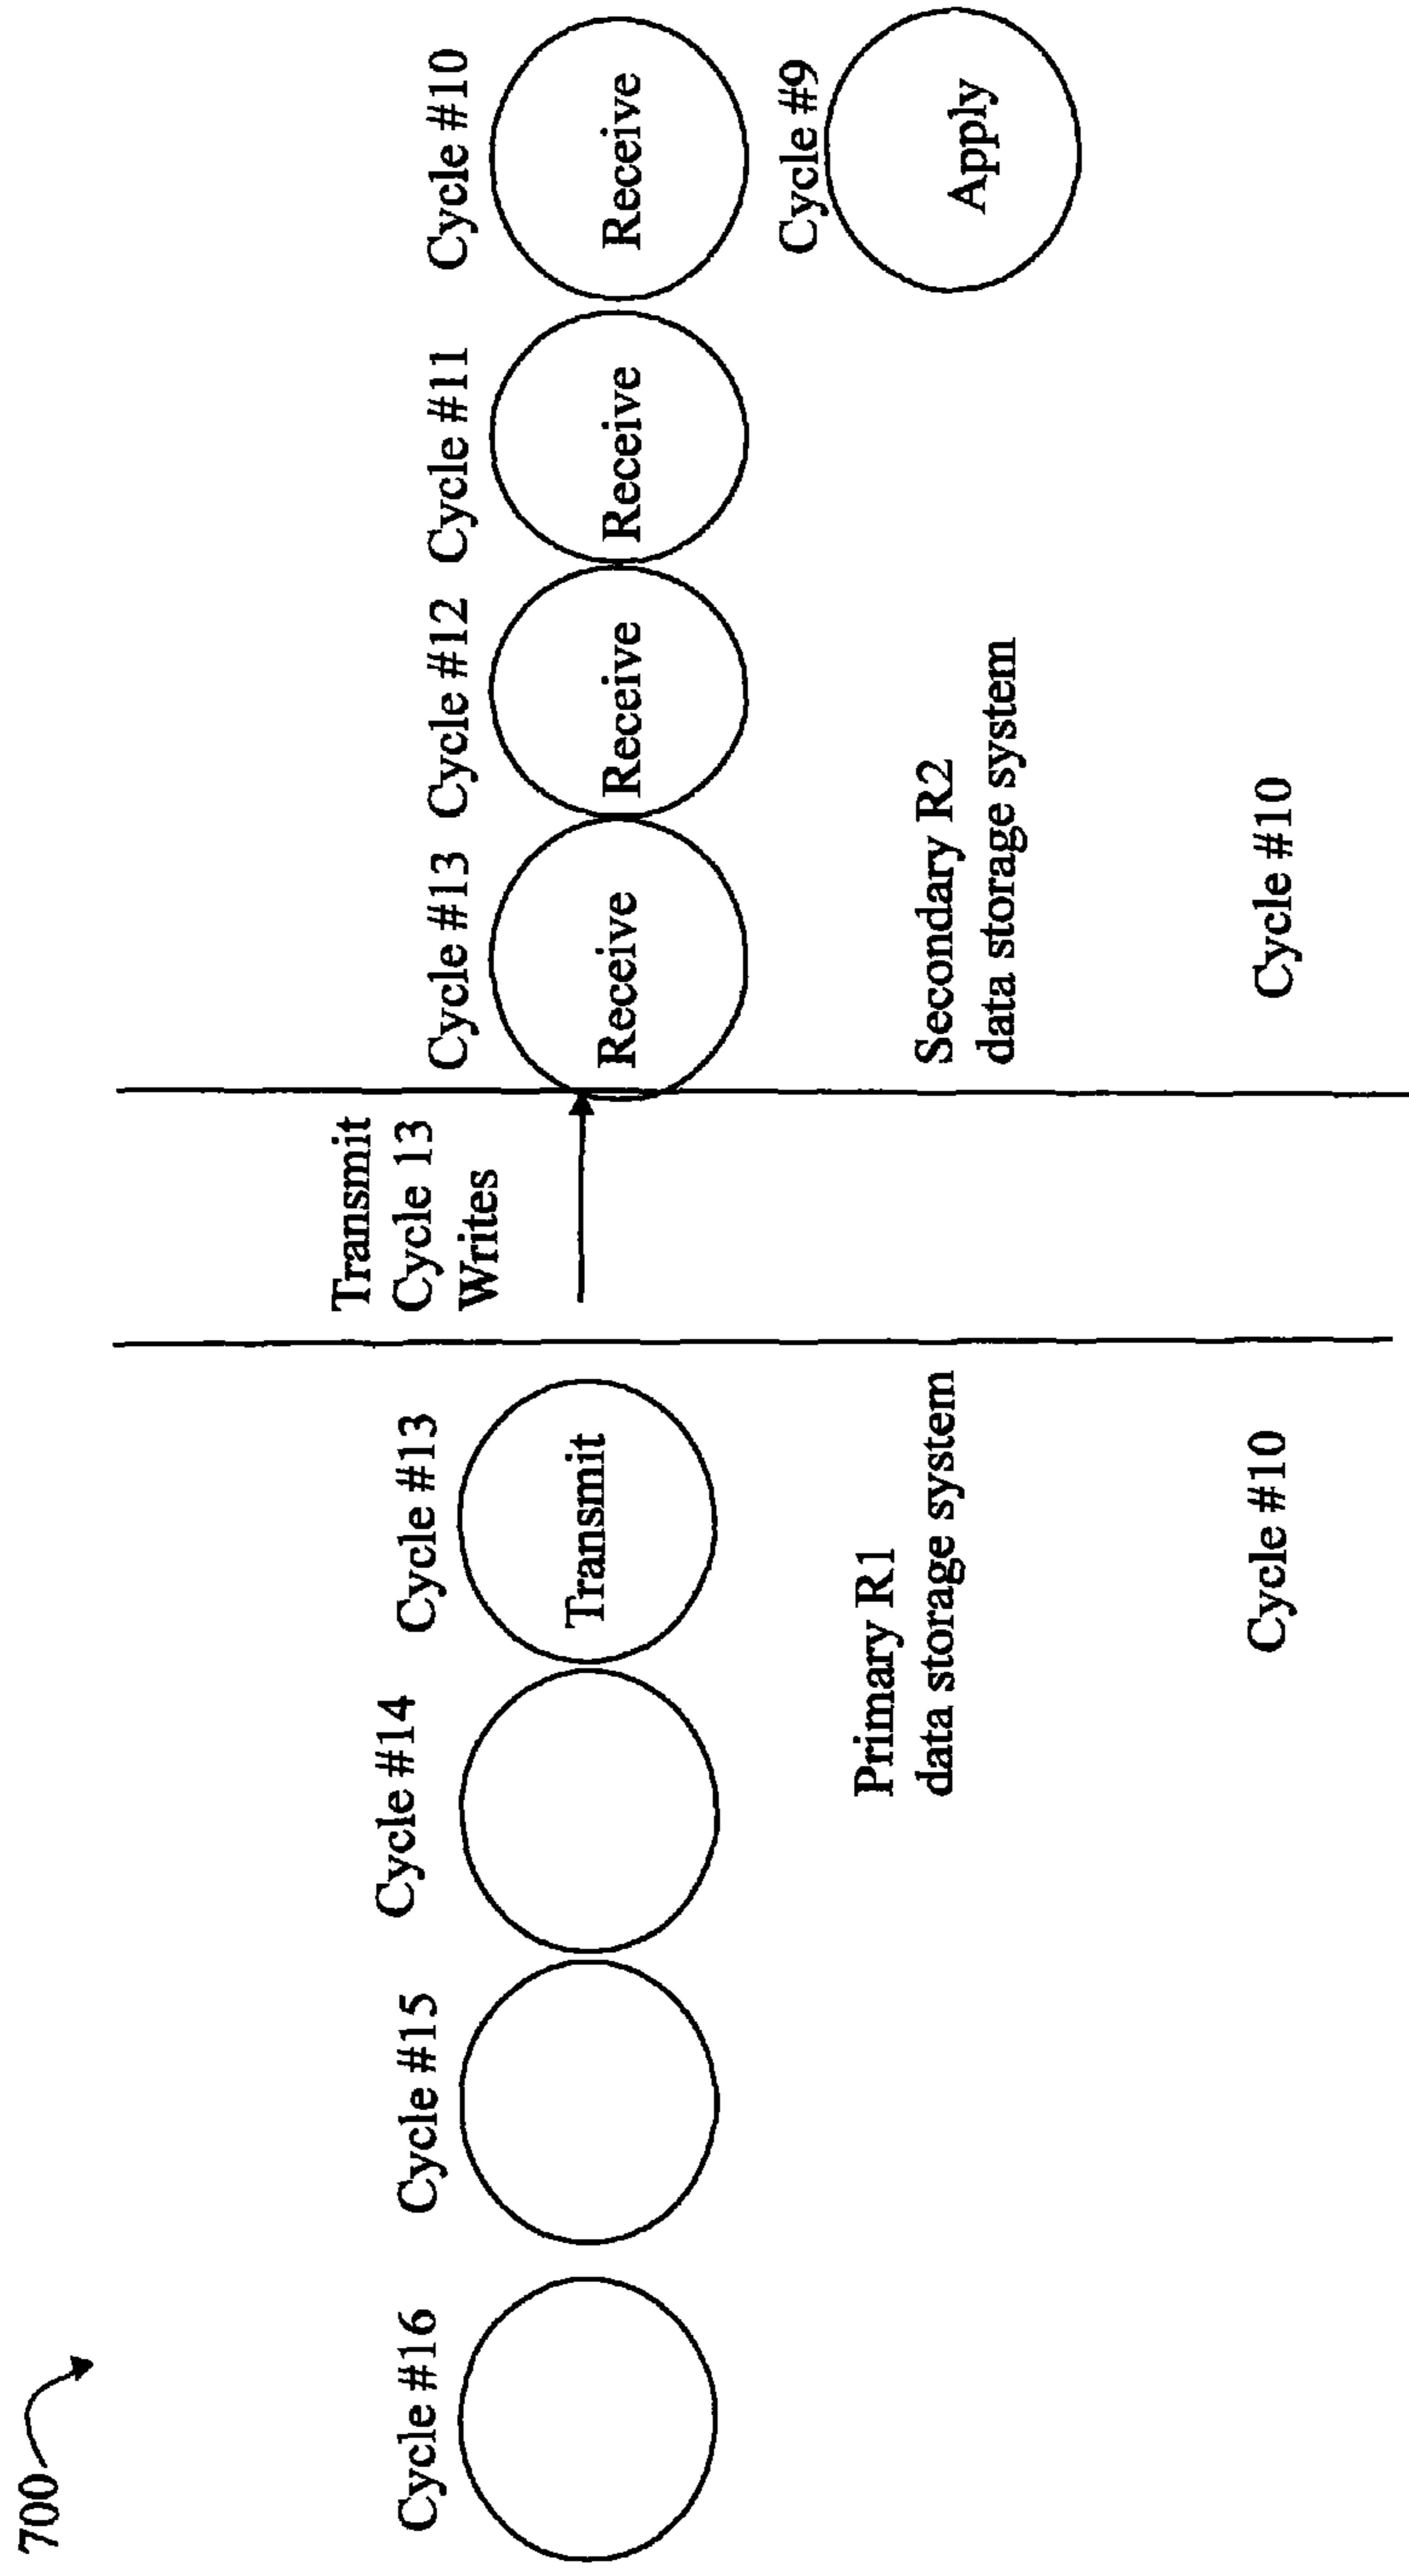 700
Transmit
Cycle 13
Writes
Cycle #16
Cycle #15
Cycle #14
Cycle #13
Transmit
Cycle #13
Cycle #12
Cycle #11
Cycle #10
Receive
Receive
Receive
Receive
Cycle #9
Apply
Primary R1
data storage system
Secondary R2
data storage system
Cycle #10
Cycle #10